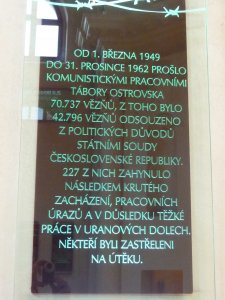 OD 1. BŘEZNA 1949
DO 31. PROSINCE 1962 PROŠLO
KOMUNISTICKÝMI PRACOVNÍMI
TÁBORY OSTROVSKA
70.737 VĚZŇŮ, Z TOHO BYLO
42.796 VĚZŇŮ ODSOUZENO
Z POLITICKÝCH DŮVODŮ
STÁTNÍMI SOUDY
ČESKOSLOVENSKÉ REPUBLIKY.
227 Z NICH ZAHYNULO
NÁSLEDKEM KRUTÉHO
ZACHÁZENÍ, PRACOVNÍCH
ÚRAZŮ A V DŮSLEDKU TĚŽKÉ
PRÁCE V URANOVÝCH DOLECH.
NĚKTEŘÍ BYLI ZASTŘELENI
NA ÚTĚKU.